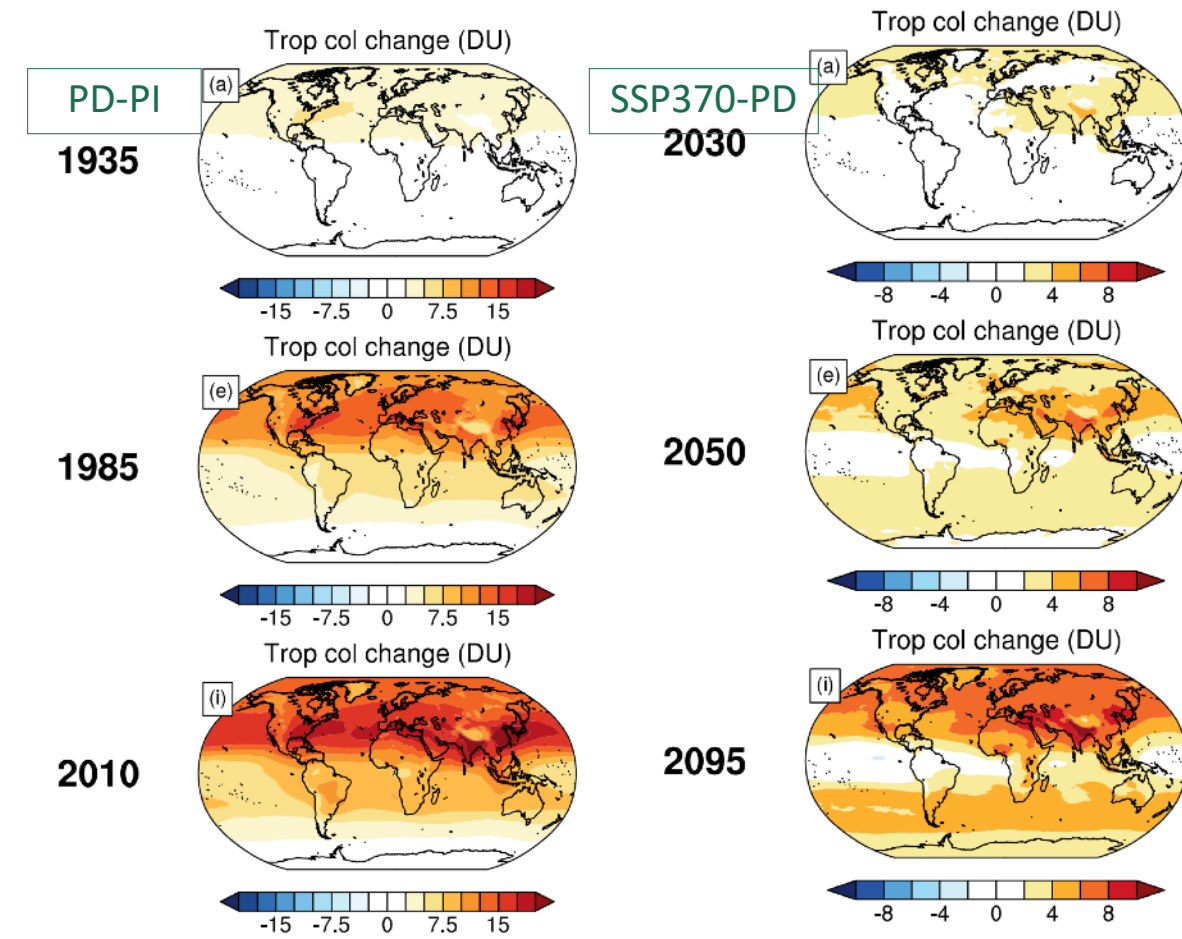 Trop col change (DU)
PD-PI
(a)
1935
-15 -7.5 0 7.5 15
Trop col change (DU)
(e)
1985
-15 -7.5 0 7.5 15
Trop col change (DU)
(i)
2010
-15 -7.5 0 7.5 15
Trop col change (DU)
SSP370-PD
(a)
2030
-8 -4 0 4 8
Trop col change (DU)
(e)
2050
-8 -4 0 4 8
Trop col change (DU)
(i)
2095
-8 -4 0 4 8